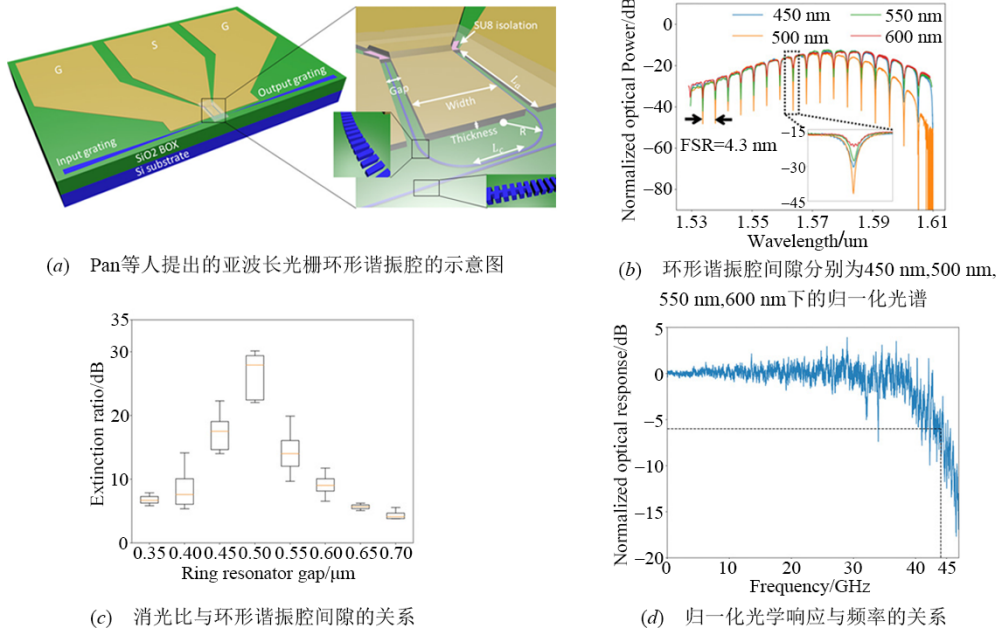 G
S
G
Input grating
Output grating
SiO2 BOX
Si substrate
SU8 isolation
Gap
Width
Thickness
R
(a) Pan等人提出的亚波长光栅环形谐振腔的示意图
Normalized optical Power/dB
0
−20
−40
−60
−80
450 nm
500 nm
550 nm
600 nm
FSR=4.3 nm
−15
−30
−45
1.53 1.55 1.57 1.59 1.61
Wavelength/um
(b) 环形谐振腔间隙分别为450 nm,500 nm,
550 nm,600 nm下的归一化光谱
Extinction ratio/dB
35
30
20
10
0
0.35 0.40 0.45 0.50 0.55 0.60 0.65 0.70
Ring resonator gap/μm
(c) 消光比与环形谐振腔间隙的关系
Normalized optical response/dB
5
0
−5
−10
−15
−20
0 10 20 30 40 45
Frequency/GHz
(d) 归一化光学响应与频率的关系